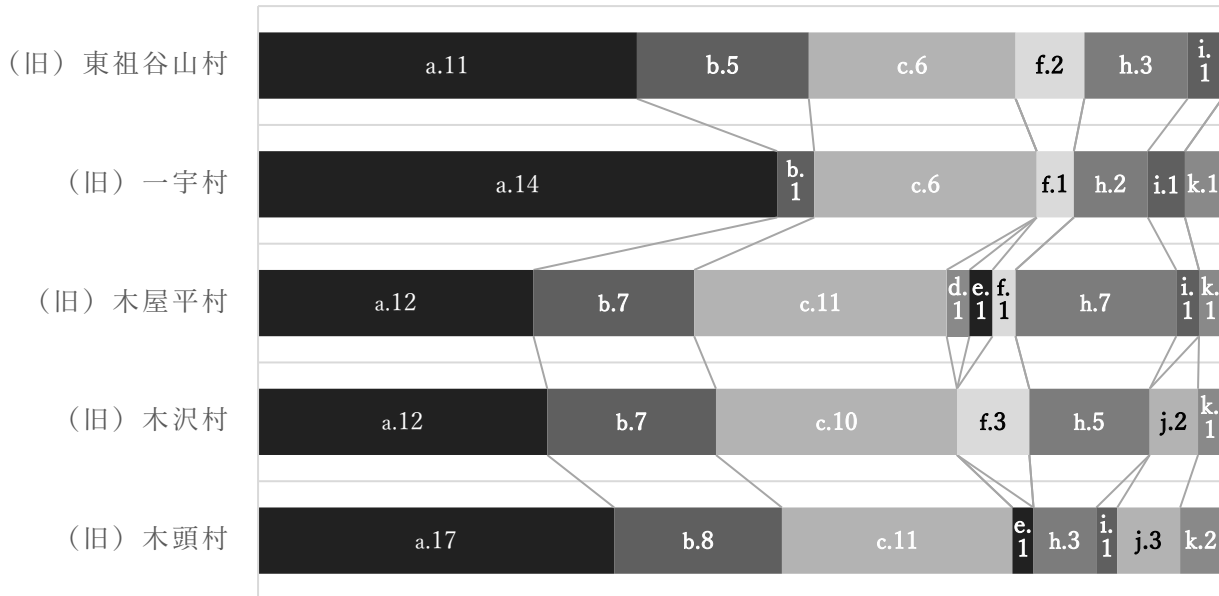 （旧）東祖谷山村
a.11 b.5 c.6 f.2 h.3 i.1
（旧）一宇村
a.14 b.1 c.6 f.1 h.2 i.1 k.1
（旧）木屋平村
a.12 b.7 c.11 d.1 e.1 f.1 h.7 i.1 k.1
（旧）木沢村
a.12 b.7 c.10 f.3 h.5 j.2 k.1
（旧）木頭村
a.17 b.8 c.11 e.1 h.3 i.1 j.3 k.2